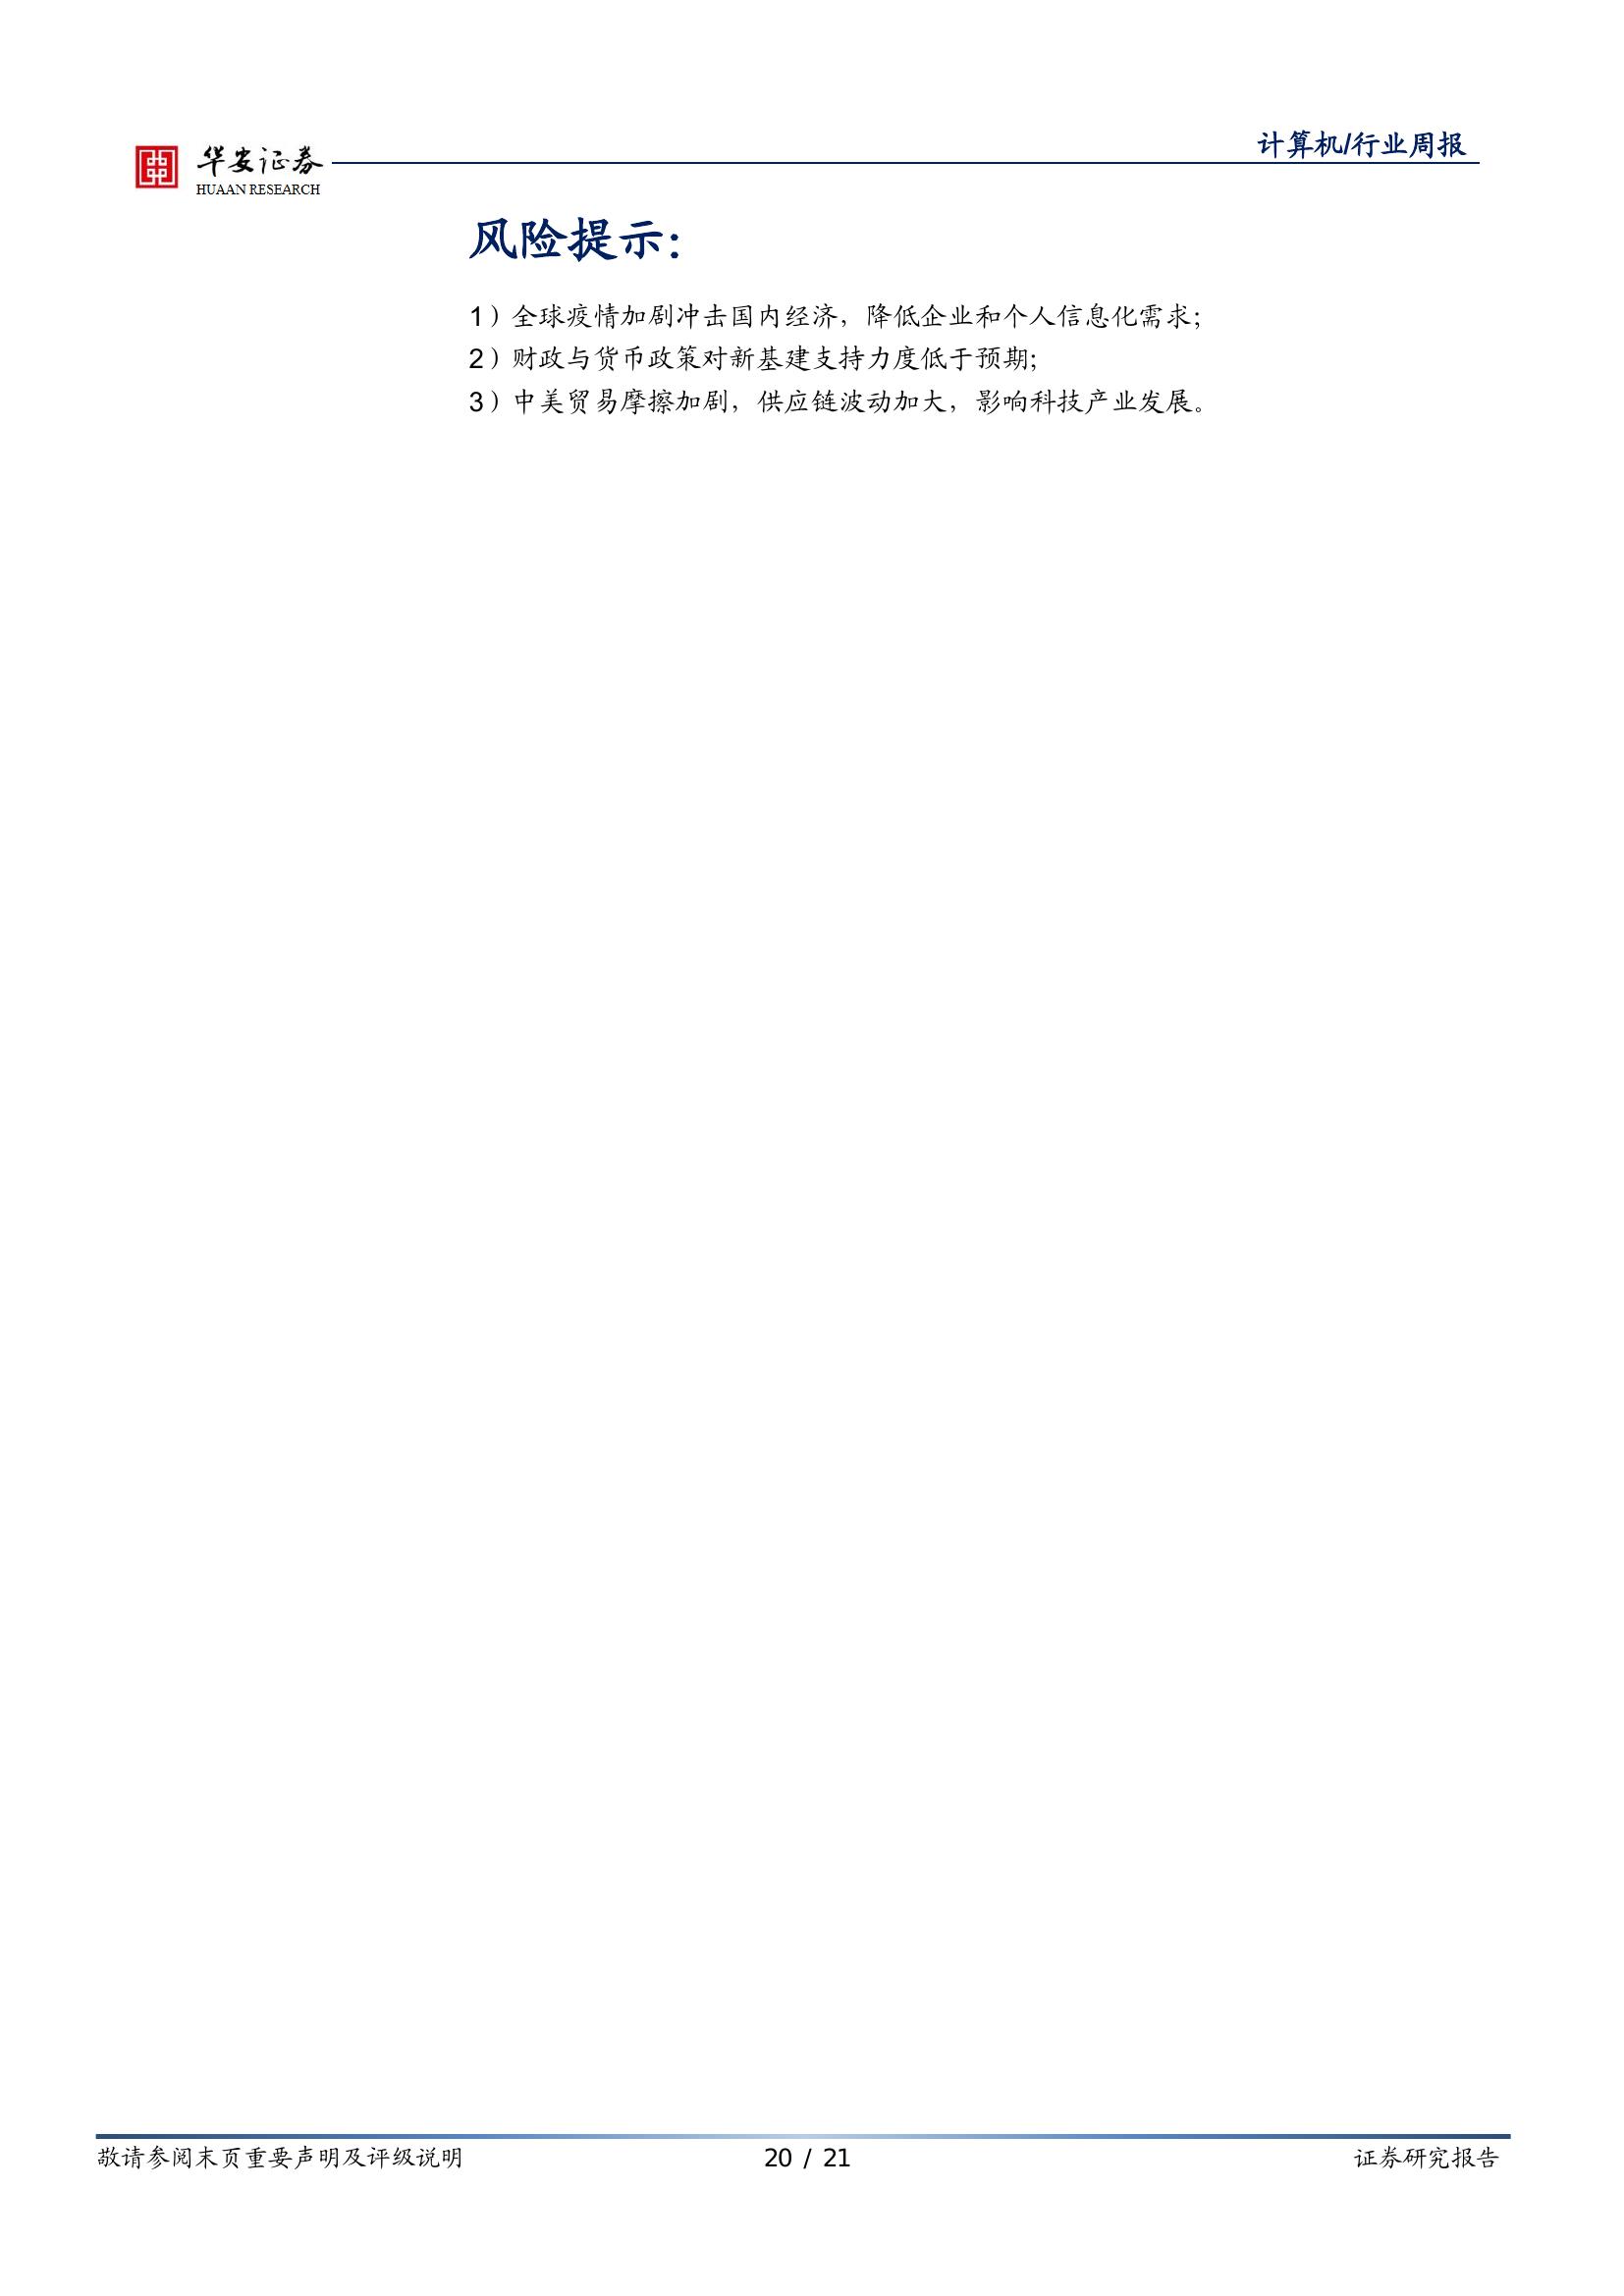 华安证券
HUAAN RESEARCH
计算机/行业周报
风险提示：
1）全球疫情加剧冲击国内经济，降低企业和个人信息化需求；
2）财政与货币政策对新基建支持力度低于预期；
3）中美贸易摩擦加剧，供应链波动加大，影响科技产业发展。
敬请参阅末页重要声明及评级说明
20 / 21
证券研究报告